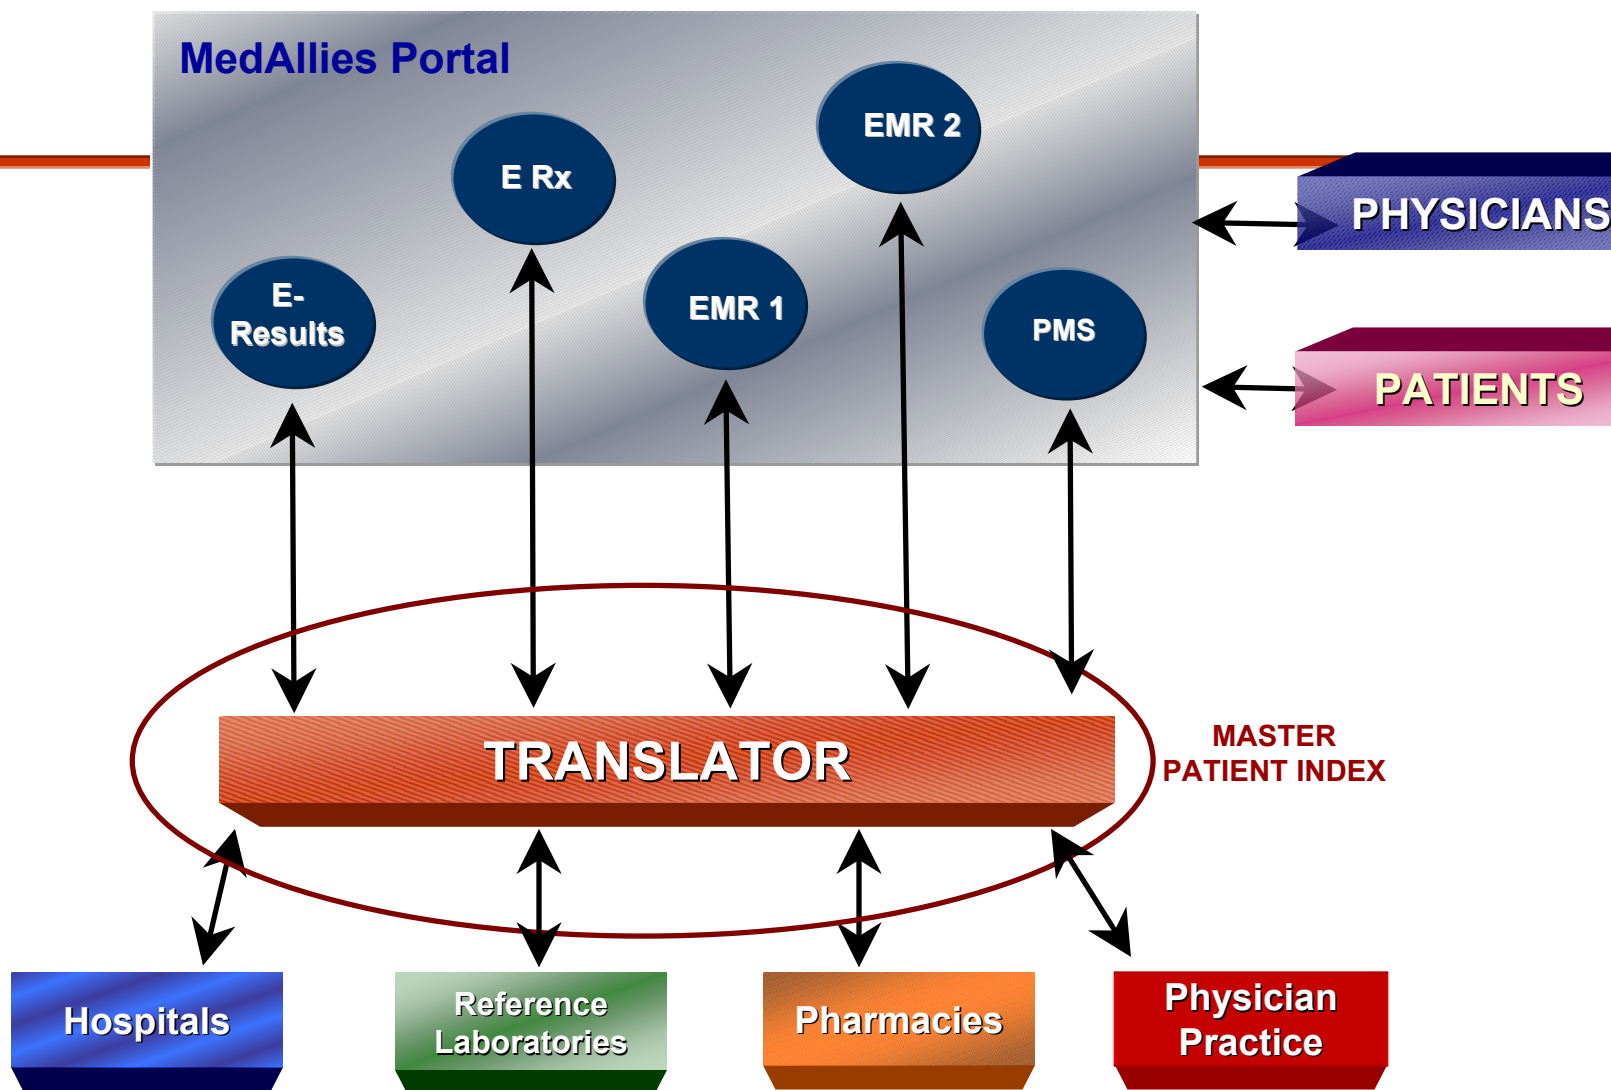 MedAllies Portal
EMR 2
E Rx
PHYSICIANS
E-
Results
EMR 1
PMS
PATIENTS
TRANSLATOR
MASTER
PATIENT INDEX
Hospitals
Reference
Laboratories
Pharmacies
Physician
Practice